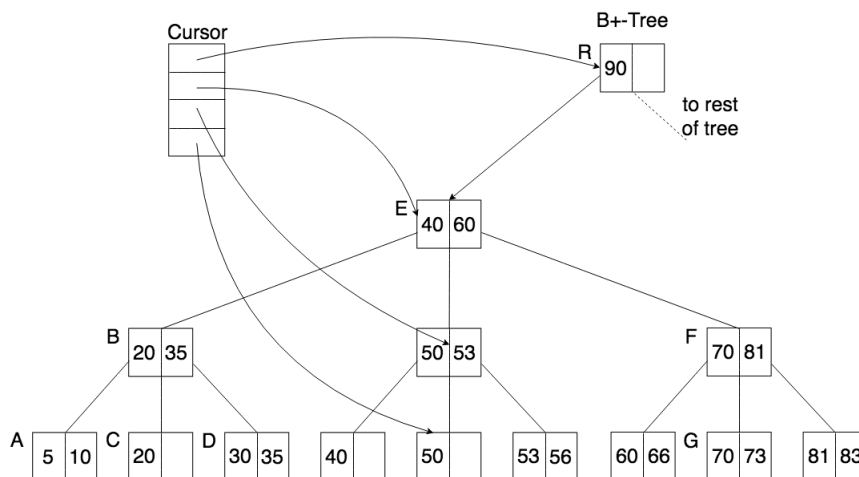 B+-Tree
Cursor
R
90
to rest
of tree
E
40 60
B
20 35
50 53
F
70 81
A
5 10
C
20
D
30 35
40
50
53 56
60 66
G
70 73
81 83